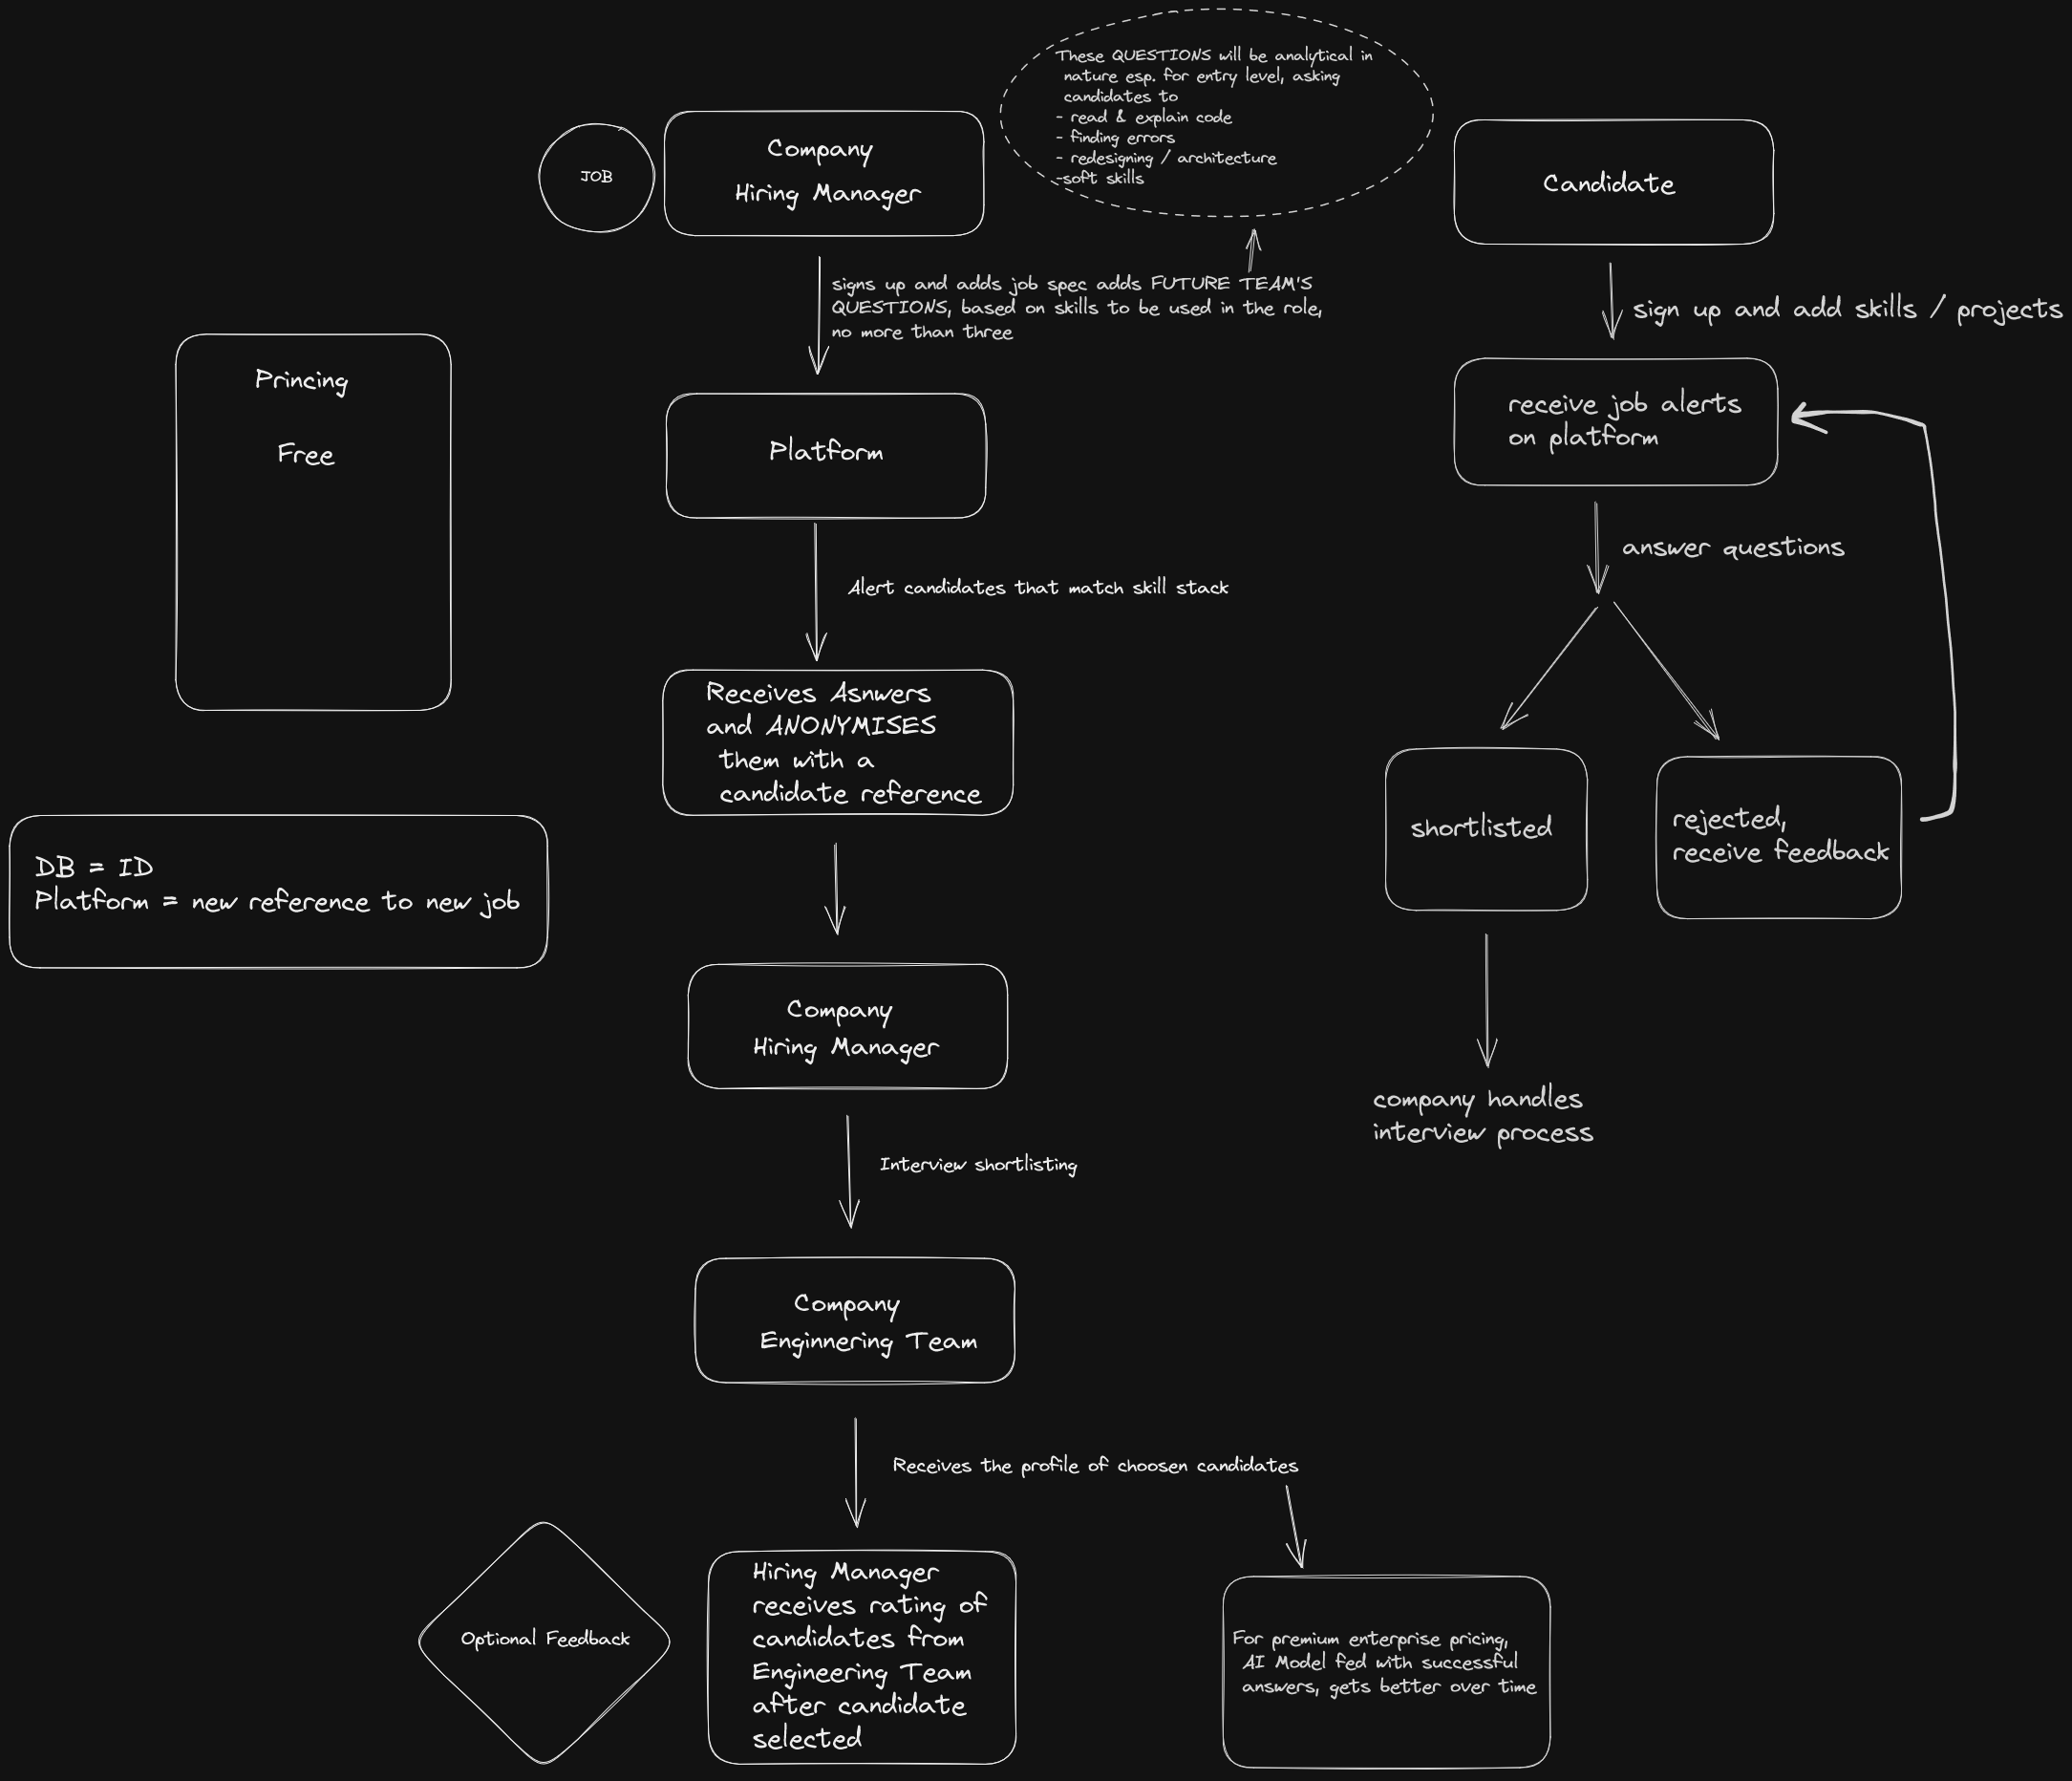 These QUESTIONS will be analytical in
nature esp. for entry level, asking
candidates to
- read & explain code
- finding errors
- redesigning / architecture
-soft skills
JOB
Company
Hiring Manager
Candidate
signs up and adds job spec adds FUTURE TEAM'S
QUESTIONS, based on skills to be used in the role,
no more than three
sign up and add skills / projects
Princing
Free
Platform
receive job alerts
on platform
answer questions
Alert candidates that match skill stack
Receives Asnwers
and ANONYMISES
them with a
candidate reference
shortlisted
rejected,
receive feedback
DB = ID
Platform = new reference to new job
Company
Hiring Manager
company handles
interview process
Interview shortlisting
Company
Enginnering Team
Receives the profile of choosen candidates
Optional Feedback
Hiring Manager
receives rating of
candidates from
Engineering Team
after candidate
selected
For premium enterprise pricing,
AI Model fed with successful
answers, gets better over time